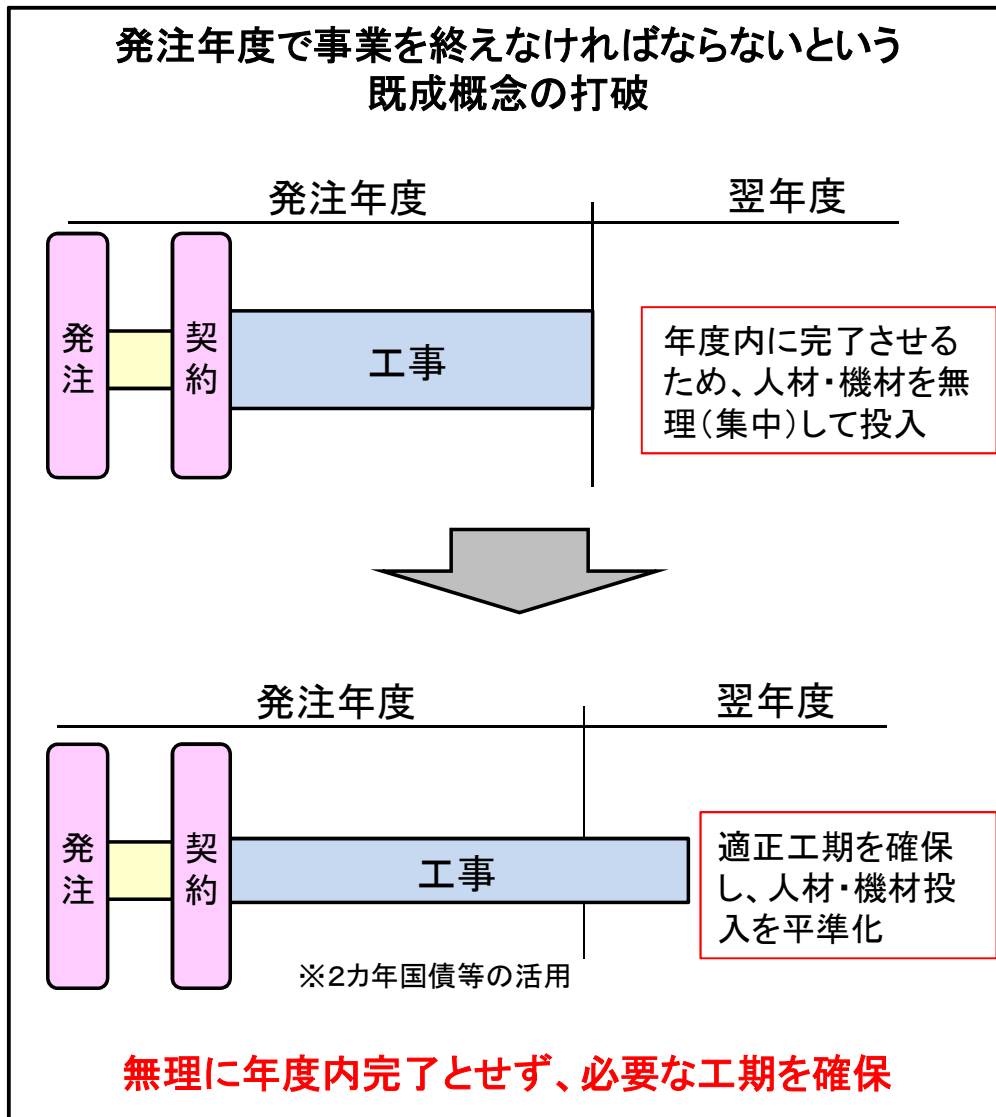 発注年度で事業を終えなければならないという
既成概念の打破
発注年度
翌年度
発注
契約
工事
年度内に完了させる
ため、人材・機材を無
理(集中)して投入
発注年度
翌年度
発注
契約
工事
適正工期を確保
し、人材・機材投
入を平準化
※2カ年国債等の活用
無理に年度内完了とせず、必要な工期を確保